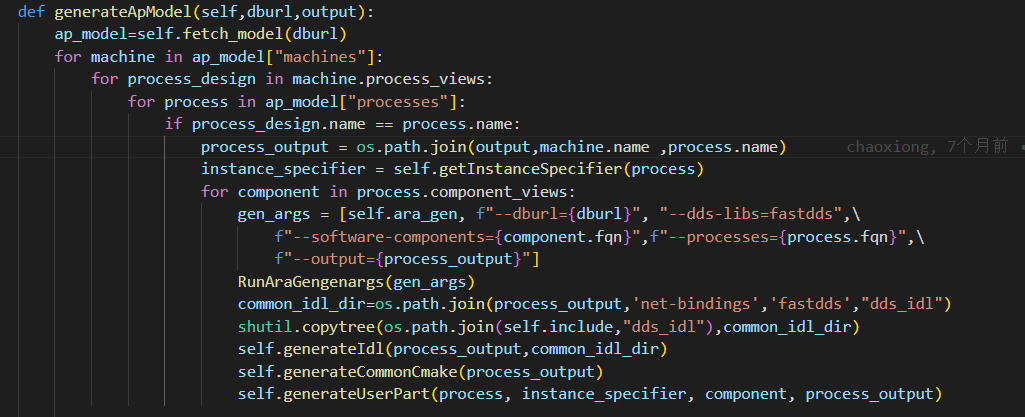 def generateApModel(self,dburl,output):
    ap_model=self.fetch_model(dburl)
    for machine in ap_model["machines"]:
        for process_design in machine.process_views:
            for process in ap_model["processes"]:
                if process_design.name == process.name:
                    process_output = os.path.join(output,machine.name ,process.name)    chaoxiong, 7个月前 •
                    instance_specifier = self.getInstanceSpecifier(process)
                    for component in process.component_views:
                        gen_args = [self.ara_gen, f"--dburl={dburl}", "--dds-libs=fastdds",\
                            f"--software-components={component.fqn}",f"--processes={process.fqn}",\
                            f"--output={process_output}"]
                        RunAraGengenargs(gen_args)
                        common_idl_dir=os.path.join(process_output,'net-bindings','fastdds',"dds_idl")
                        shutil.copytree(os.path.join(self.include,"dds_idl"),common_idl_dir)
                        self.generateIdl(process_output,common_idl_dir)
                        self.generateCommonCmake(process_output)
                        self.generateUserPart(process, instance_specifier, component, process_output)